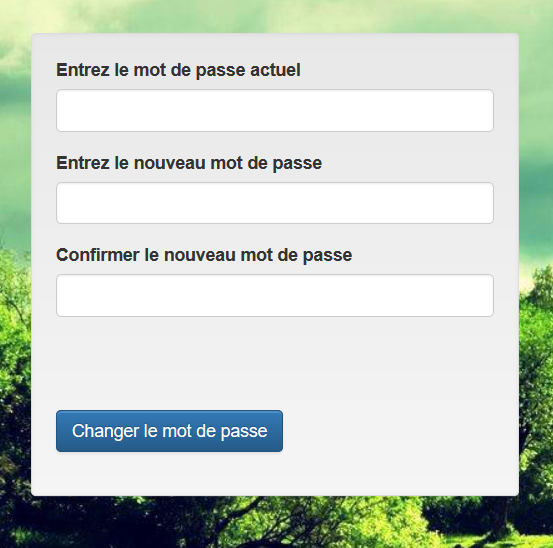 Entrez le mot de passe actuel
Entrez le nouveau mot de passe
Confirmer le nouveau mot de passe
Changer le mot de passe